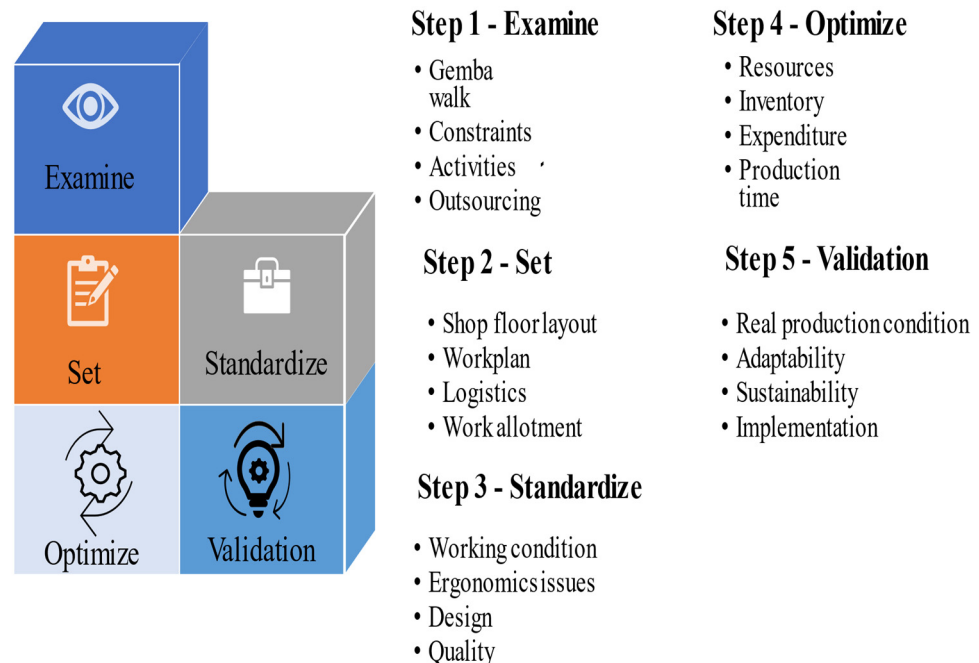 Examine
Set
Standardize
Optimize
Validation
Step 1 - Examine
• Gemba
walk
• Constraints
• Activities
• Outsourcing
Step 2 - Set
• Shop floor layout
• Workplan
• Logistics
• Work allotment
Step 3 - Standardize
• Working condition
• Ergonomics issues
• Design
• Quality
Step 4 - Optimize
• Resources
• Inventory
• Expenditure
• Production
time
Step 5 - Validation
• Real production condition
• Adaptability
• Sustainability
• Implementation